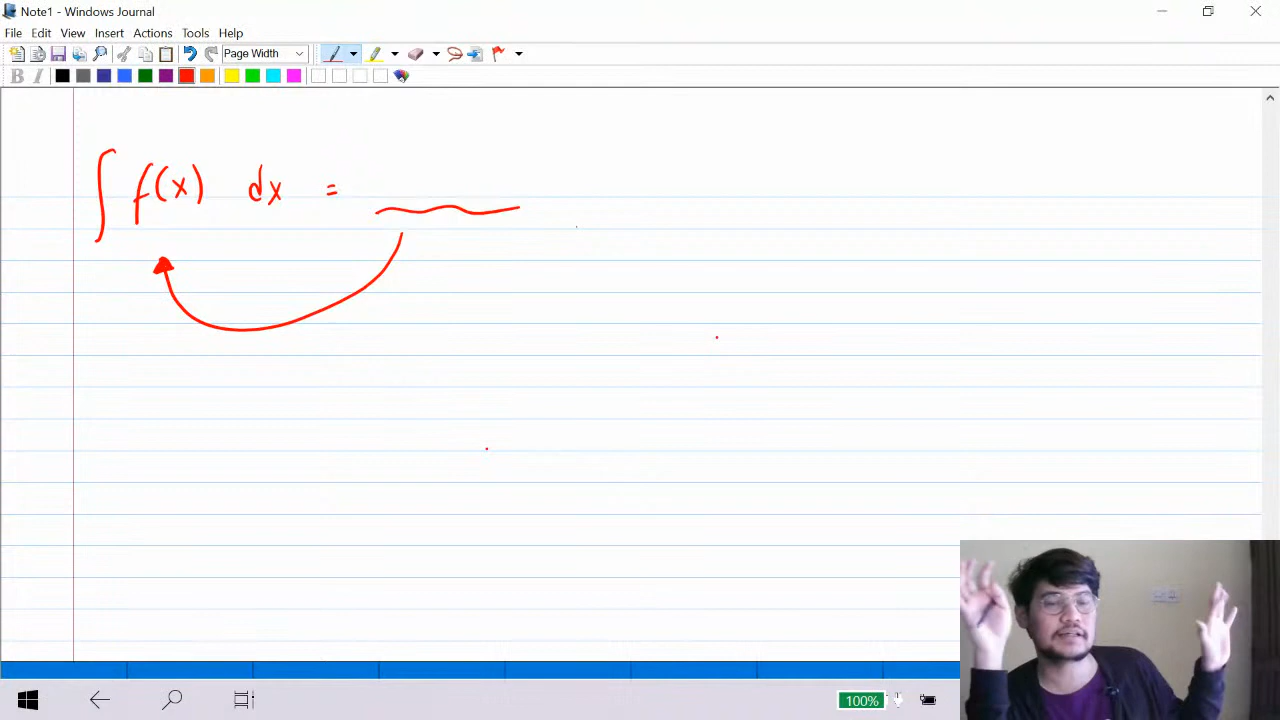 Note1 - Windows Journal
File Edit View Insert Actions Tools Help
Page Width
B I
∫ f(x) dx =
100%